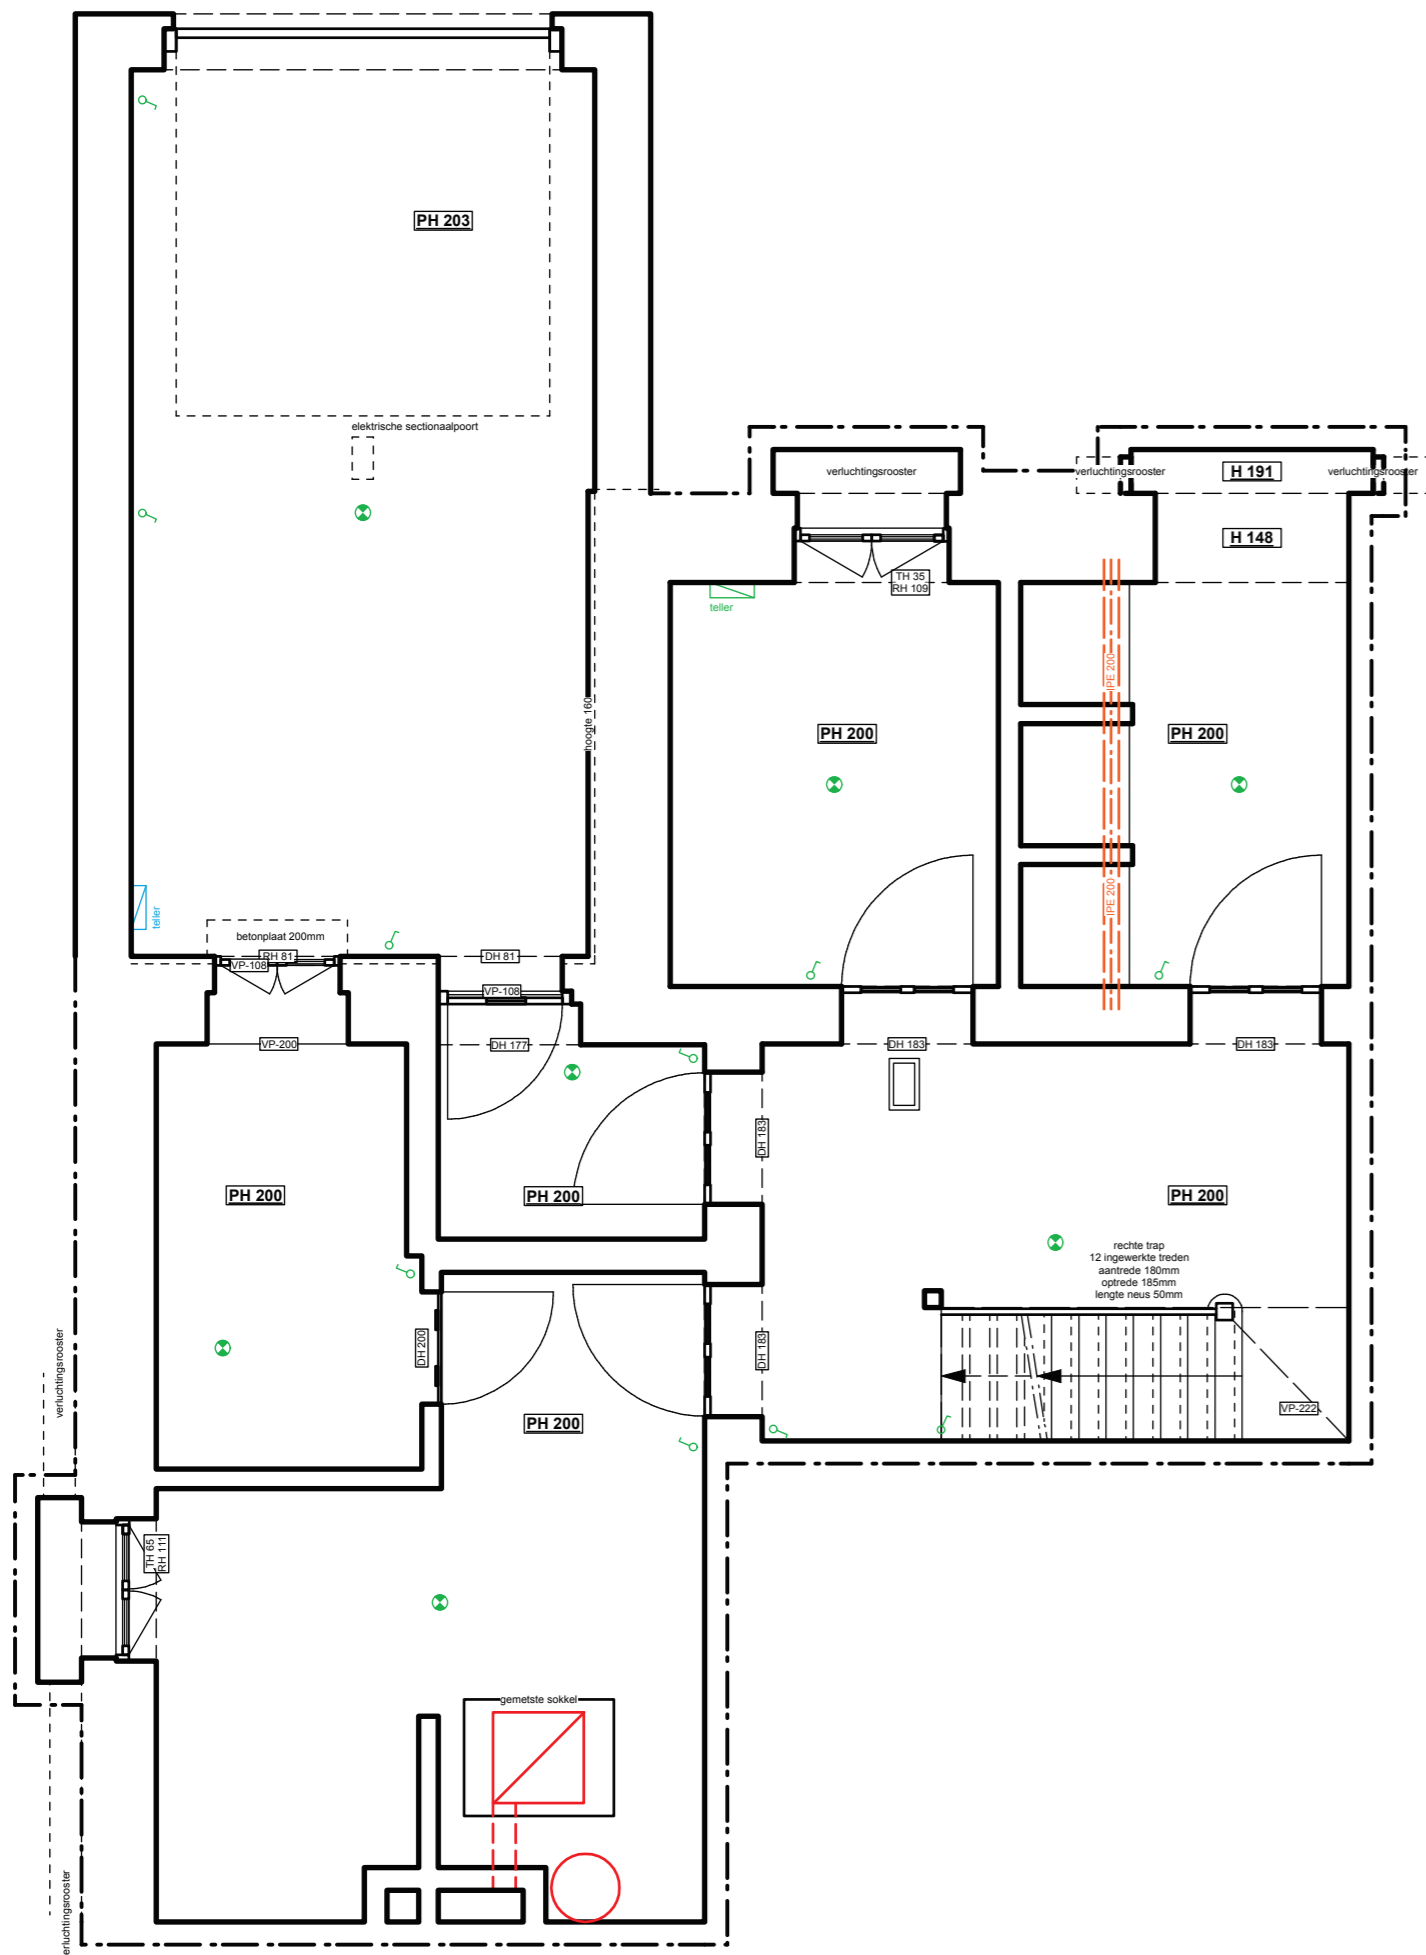 PH 203
elektrische sectionaalpoort
verluchtingsrooster
verluchtingsrooster
H 191
verluchtingsrooster
H 148
TH 35
RH 109
teller
IPE 200
hoogte 160
PH 200
PH 200
IPE 200
teller
betonplaat 200mm
RH 81
VP-108
DH 81
VP-108
VP-200
DH 177
DH 183
DH 183
DH 183
PH 200
PH 200
PH 200
rechte trap
12 ingewerkte treden
aantrede 180mm
optrede 185mm
lengte neus 50mm
DH 200
DH 183
verluchtingsrooster
PH 200
VP-222
TH 65
RH 111
gemetste sokkel
erluchtingsrooster